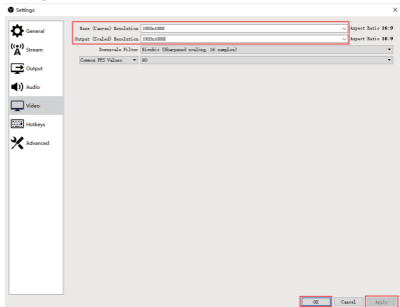 Settings
General
Stream
Output
Audio
Video
Hotkeys
Advanced
Base (Canvas) Resolution 1920x1080 Aspect Ratio 16:9
Output (Scaled) Resolution 1920x1080 Aspect Ratio 16:9
Downscale Filter Bicubic (Sharpened scaling, 16 samples)
Common FPS Values 60
OK Cancel Apply